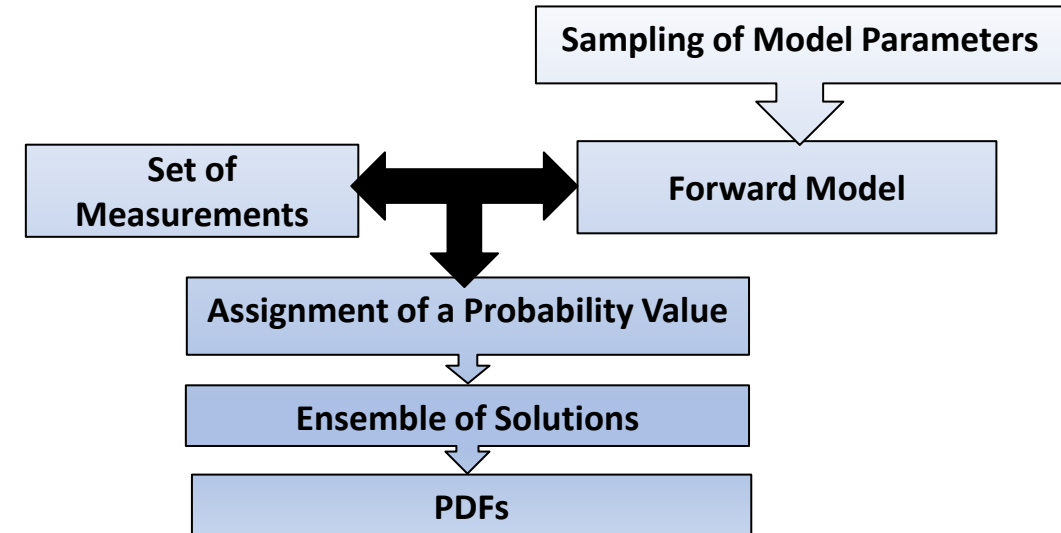 Sampling of Model Parameters
Set of
Measurements
Forward Model
Assignment of a Probability Value
Ensemble of Solutions
PDFs